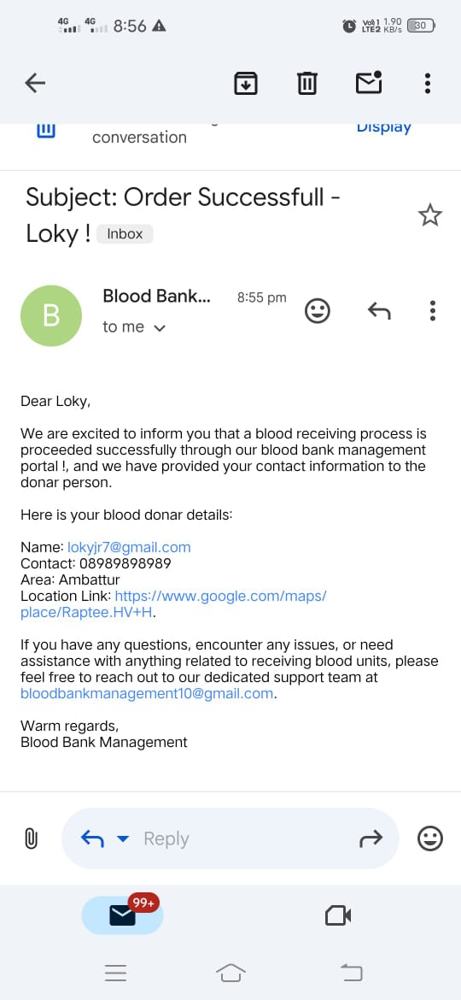 4G 4G 8:56 Vo) 1 LTE2 1.90 KB/s 30
conversation
Display
Subject: Order Successfull -
Loky ! Inbox
B
Blood Bank... 8:55 pm
to me
Dear Loky,
We are excited to inform you that a blood receiving process is
proceeded successfully through our blood bank management
portal !, and we have provided your contact information to the
donar person.
Here is your blood donar details:
Name: lokyjr7@gmail.com
Contact: 08989898989
Area: Ambattur
Location Link: https://www.google.com/maps/
place/Raptee.HV+H.
If you have any questions, encounter any issues, or need
assistance with anything related to receiving blood units, please
feel free to reach out to our dedicated support team at
bloodbankmanagement10@gmail.com.
Warm regards,
Blood Bank Management
Reply
99+